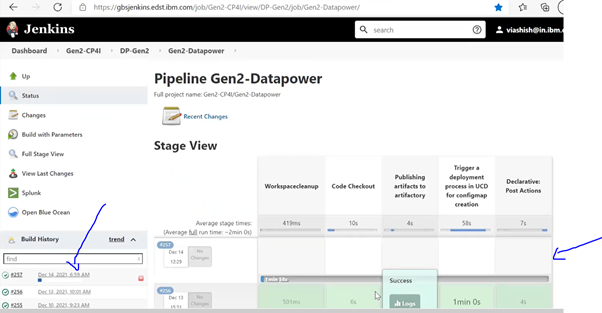 https://gbsjenkins.edst.ibm.com/job/Gen2-CP4I/view/DP-Gen2/job/Gen2-Datapower/
Jenkins
search
viashish@in.ibm.c
Dashboard
Gen2-CP4I
DP-Gen2
Gen2-Datapower
Up
Status
Changes
Build with Parameters
Full Stage View
View Last Changes
Splunk
Open Blue Ocean
Build History
trend
find
#257
Dec 14, 2021, 6:59 AM
#256
Dec 13, 2021, 10:01 AM
#255
Dec 10, 2021, 9:23 AM
Pipeline Gen2-Datapower
Full project name: Gen2-CP4I/Gen2-Datapower
Recent Changes
Stage View
Workspacecleanup
Code Checkout
Publishing
artifacts to
artifactory
Trigger a
deployment
process in UCD
for configmap
creation
Declarative:
Post Actions
Average stage times:
(Average full run time: ~2min 0s)
419ms
10s
4s
58s
7s
#257
Dec 14
12:29
No
Changes
#256
Dec 13
No
Changes
501ms
6s
Success
Logs
1min 0s
4s